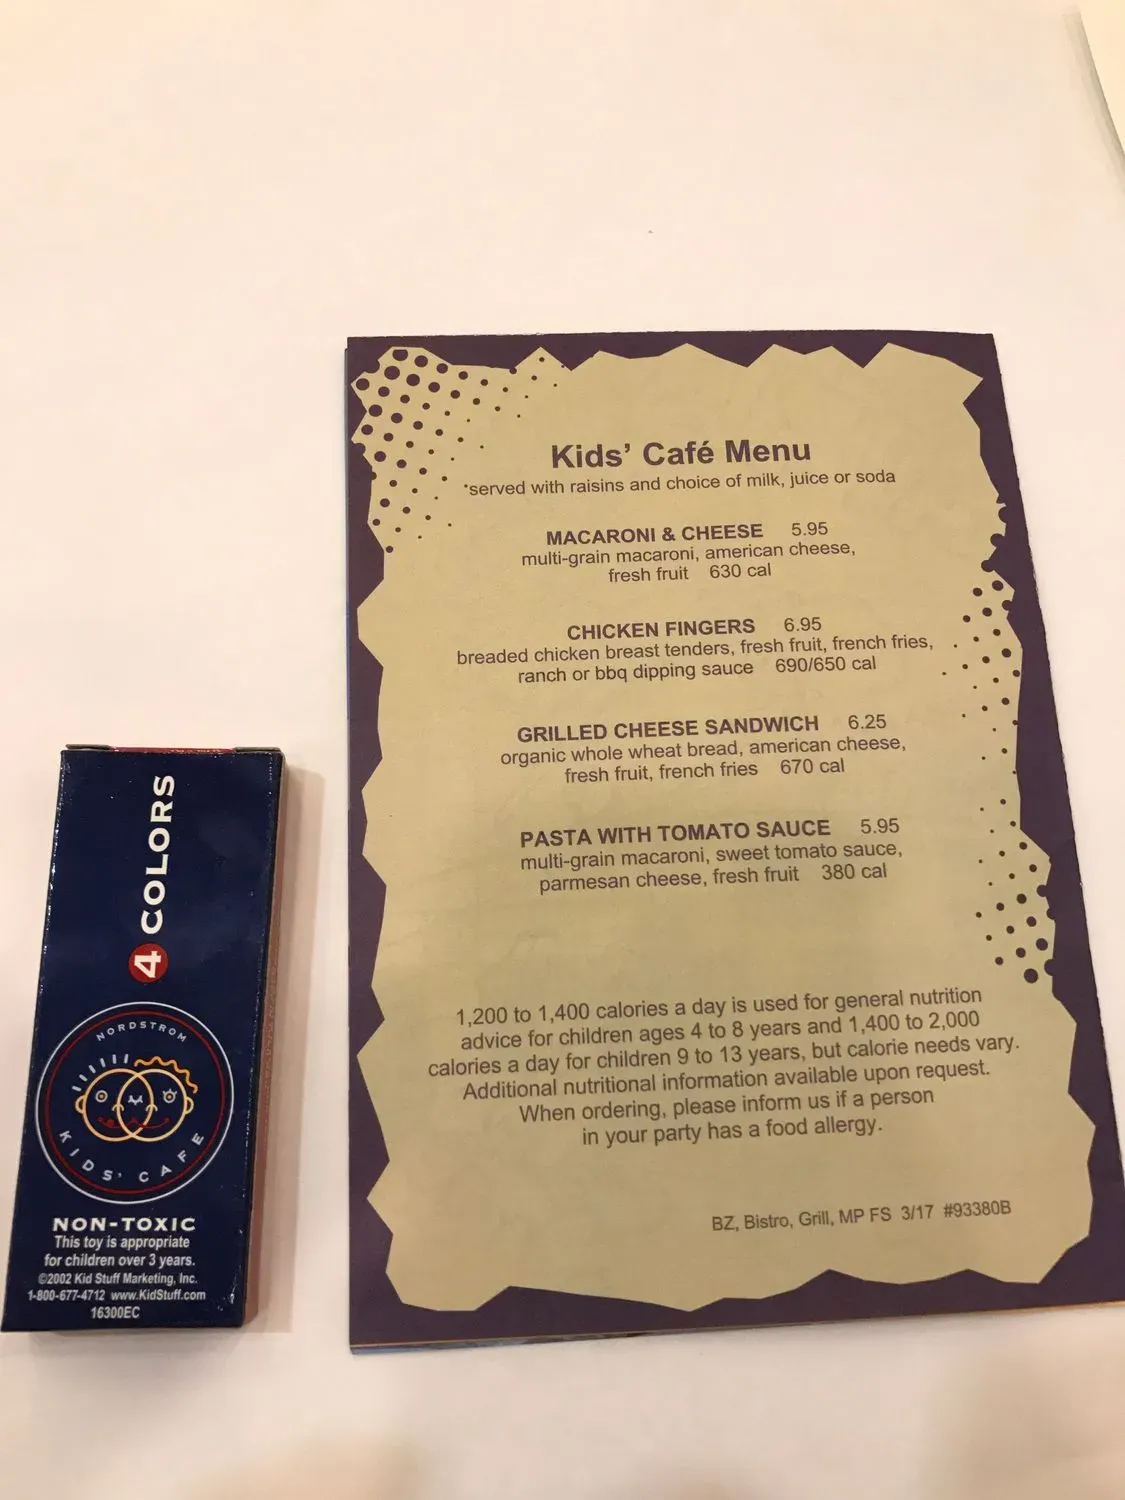 Kids' Café Menu
*served with raisins and choice of milk, juice or soda
MACARONI & CHEESE 5.95
multi-grain macaroni, american cheese,
fresh fruit 630 cal
CHICKEN FINGERS 6.95
breaded chicken breast tenders, fresh fruit, french fries,
ranch or bbq dipping sauce 690/650 cal
GRILLED CHEESE SANDWICH 6.25
organic whole wheat bread, american cheese,
fresh fruit, french fries 670 cal
PASTA WITH TOMATO SAUCE 5.95
multi-grain macaroni, sweet tomato sauce,
parmesan cheese, fresh fruit 380 cal
1,200 to 1,400 calories a day is used for general nutrition
advice for children ages 4 to 8 years and 1,400 to 2,000
calories a day for children 9 to 13 years, but calorie needs vary.
Additional nutritional information available upon request.
When ordering, please inform us if a person
in your party has a food allergy.
BZ, Bistro, Grill, MP FS 3/17 #93380B
4 COLORS
NORDSTROM
KIDS' CAFE
NON-TOXIC
This toy is appropriate
for children over 3 years.
©2002 Kid Stuff Marketing, Inc.
1-800-677-4712 www.KidStuff.com
16300EC